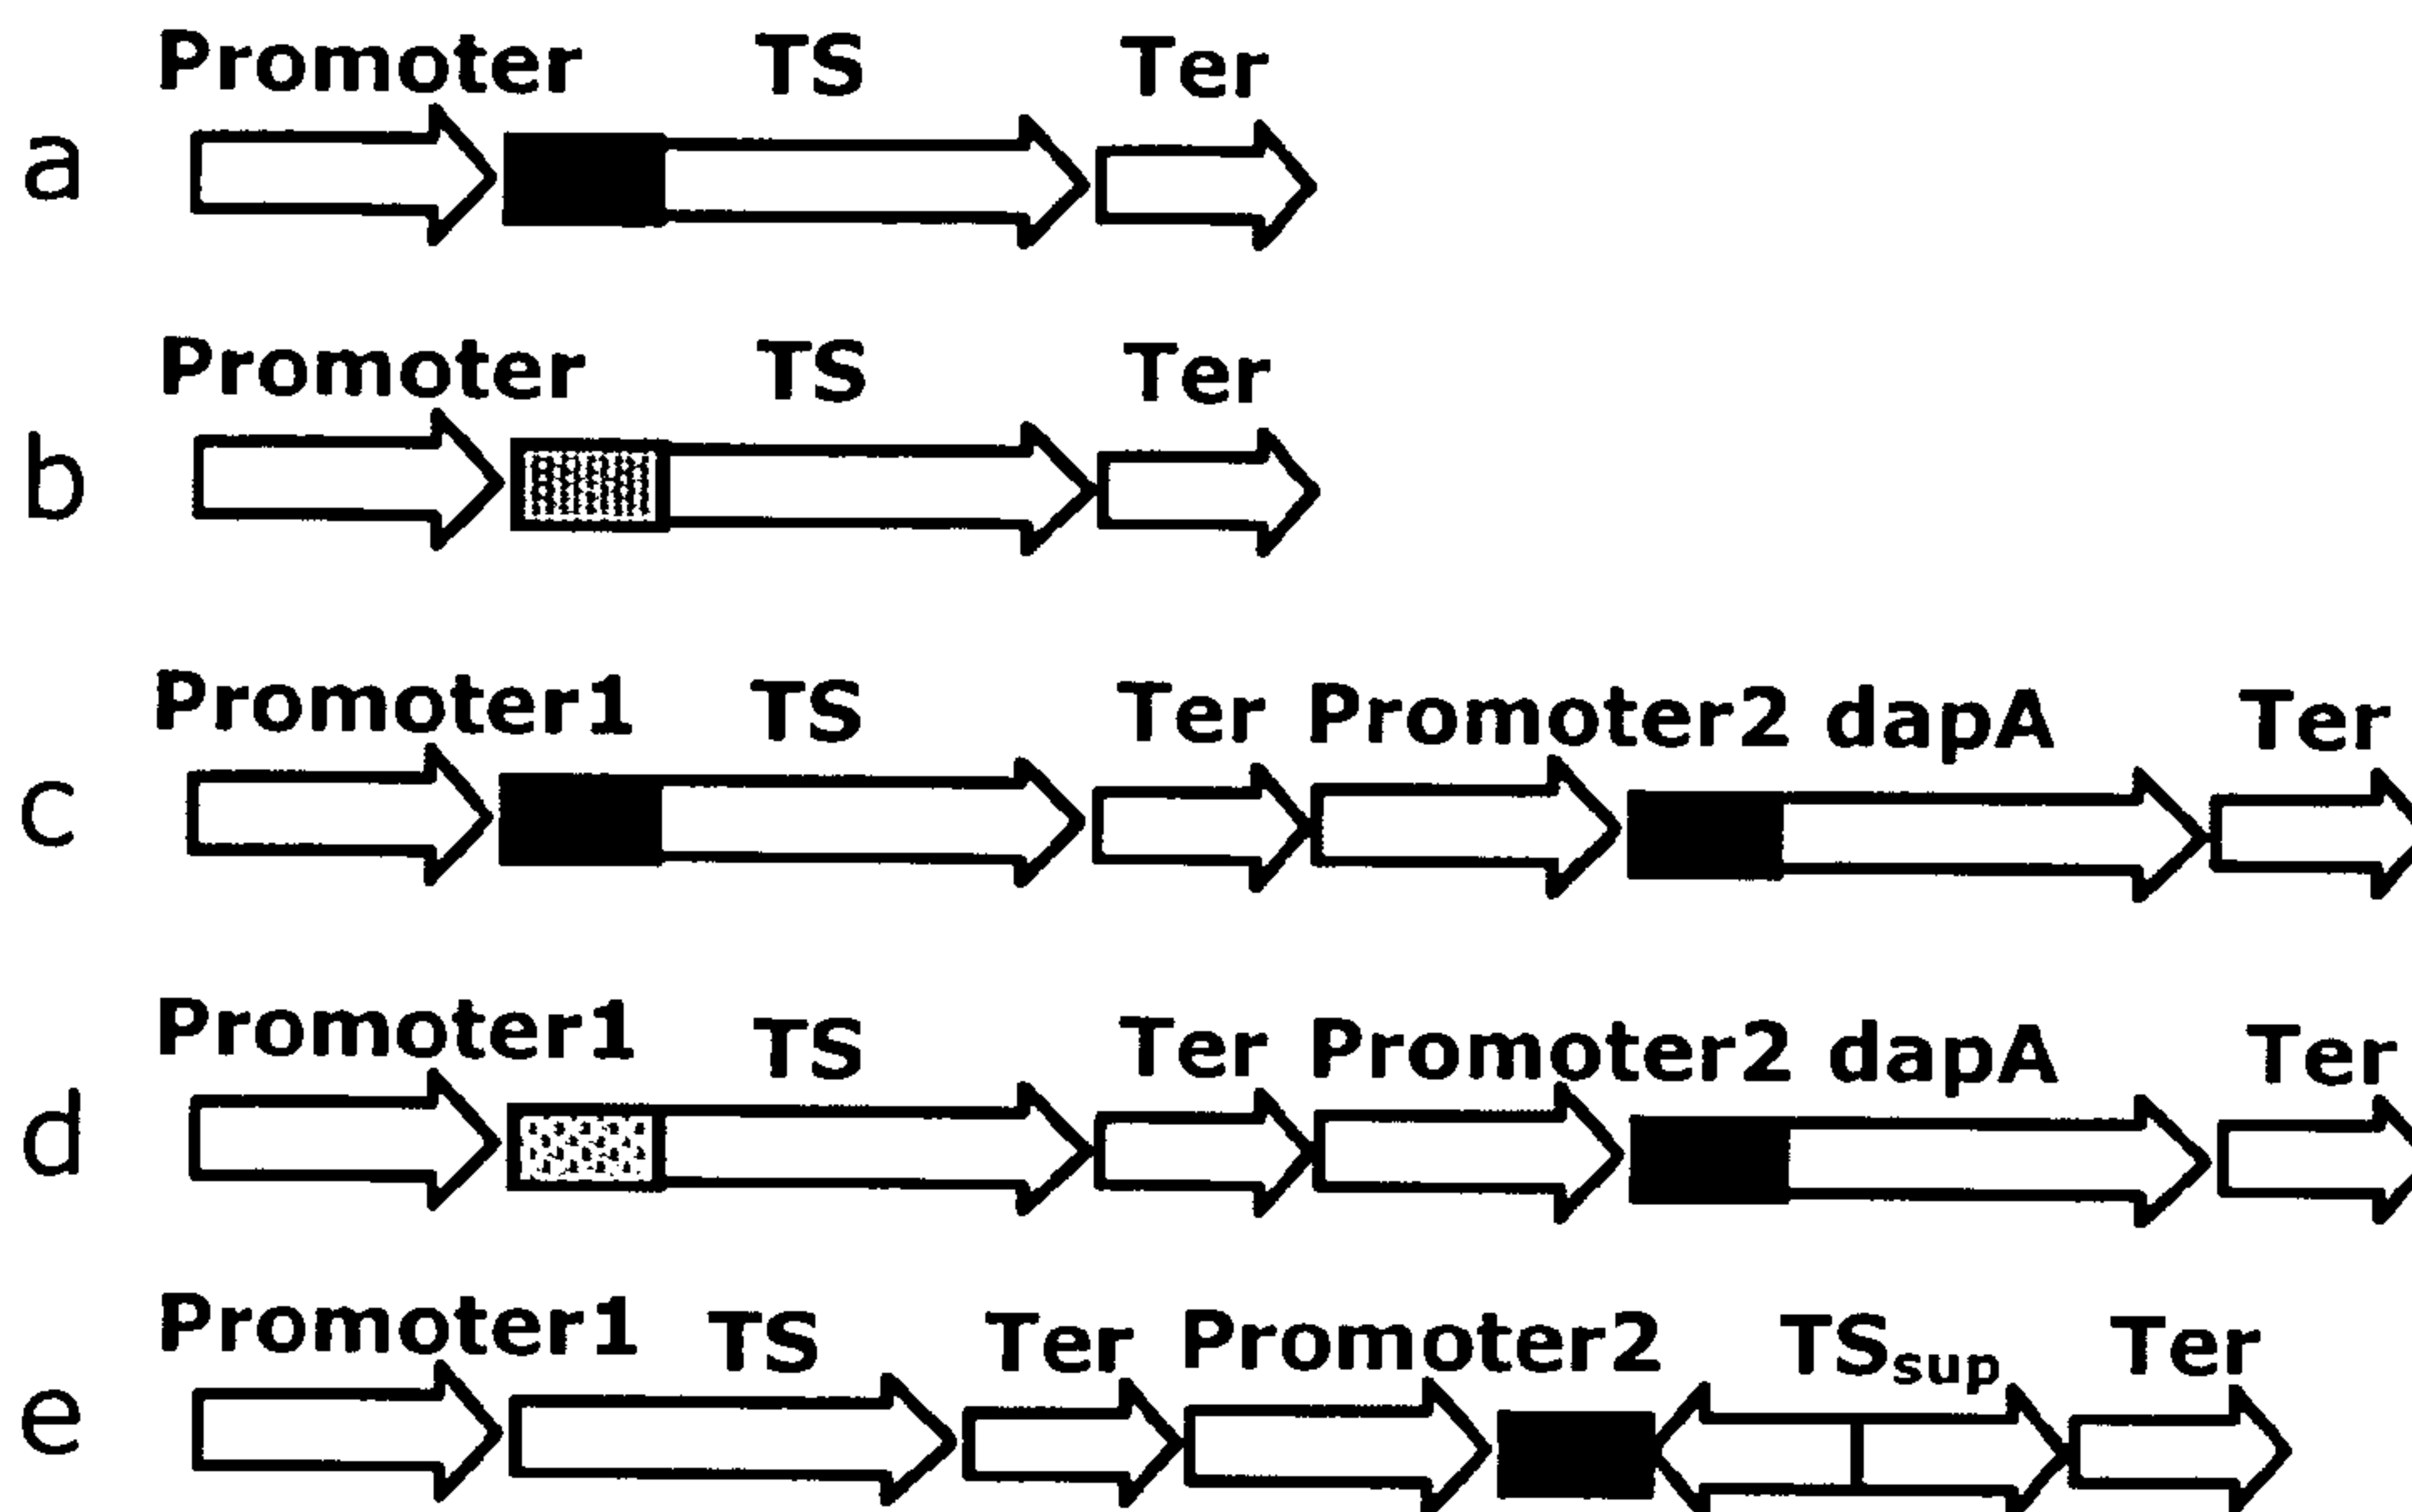 Promoter TS Ter
a
Promoter TS Ter
b
Promoter1 TS Ter Promoter2 dapA Ter
c
Promoter1 TS Ter Promoter2 dapA Ter
d
Promoter1 TS Ter Promoter2 TSsup Ter
e